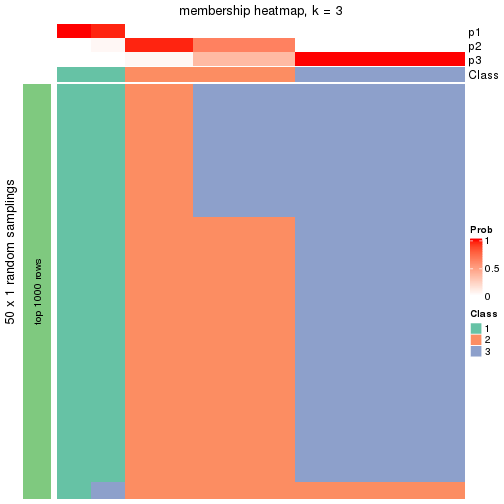 membership heatmap, k = 3
p1
p2
p3
Class
50 x 1 random samplings
top 1000 rows
Prob
1
0.5
0
Class
1
2
3